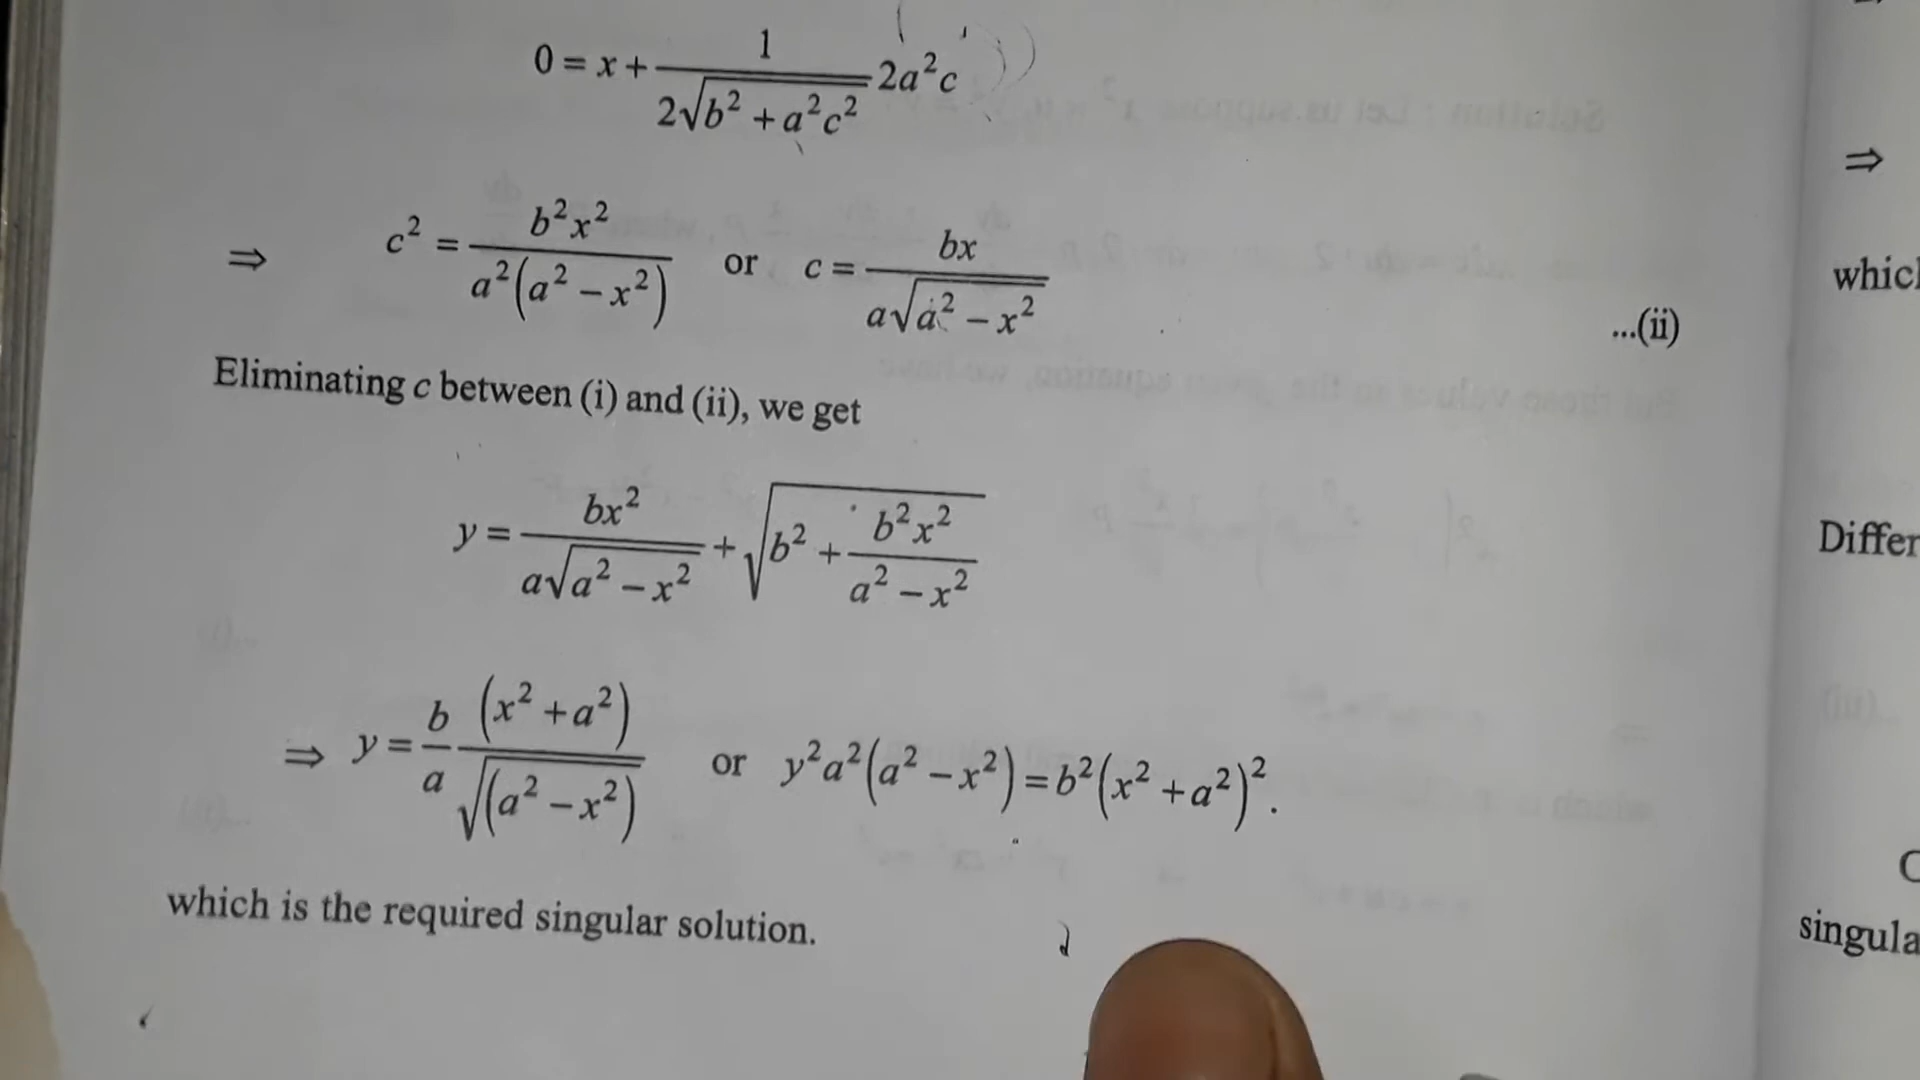 0 = x + 1/(2√(b² + a²c²)) 2a²c
⇒ c² = b²x²/(a²(a² − x²)) or c = bx/(a√(a² − x²)) ...(ii)
Eliminating c between (i) and (ii), we get
y = bx²/(a√(a² − x²)) + √(b² + b²x²/(a² − x²))
⇒ y = b/a (x² + a²)/√((a² − x²)) or y²a²(a² − x²) = b²(x² + a²)².
which is the required singular solution.
⇒
which
Differ
C
singula